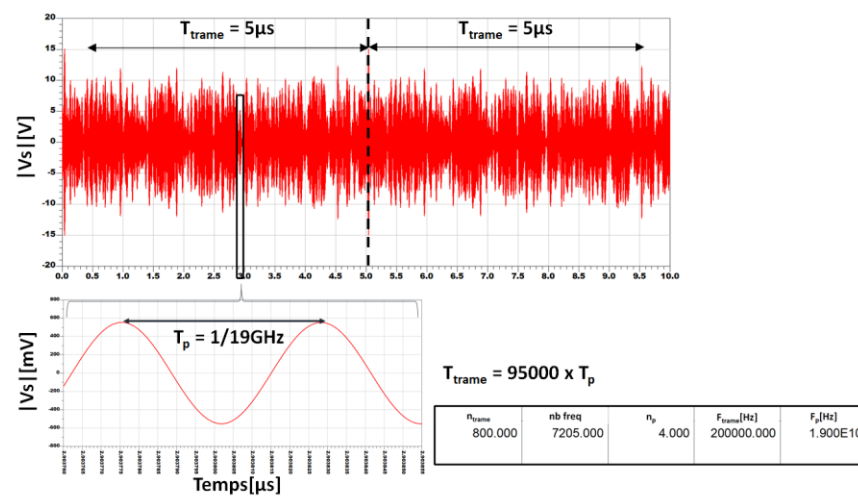 T_trame = 5µs T_trame = 5µs
20
15
10
5
0
-5
-10
-15
-20
|Vs|[V]
0.0 0.5 1.0 1.5 2.0 2.5 3.0 3.5 4.0 4.5 5.0 5.5 6.0 6.5 7.0 7.5 8.0 8.5 9.0 9.5 10.0
800
600
400
200
0
-200
-400
-600
-800
|Vs|[mV]
T_p = 1/19GHz
Temps[µs]
T_trame = 95000 x T_p
n_trame nb freq n_p F_trame[Hz] F_p[Hz]
800.000 7205.000 4.000 200000.000 1.900E10